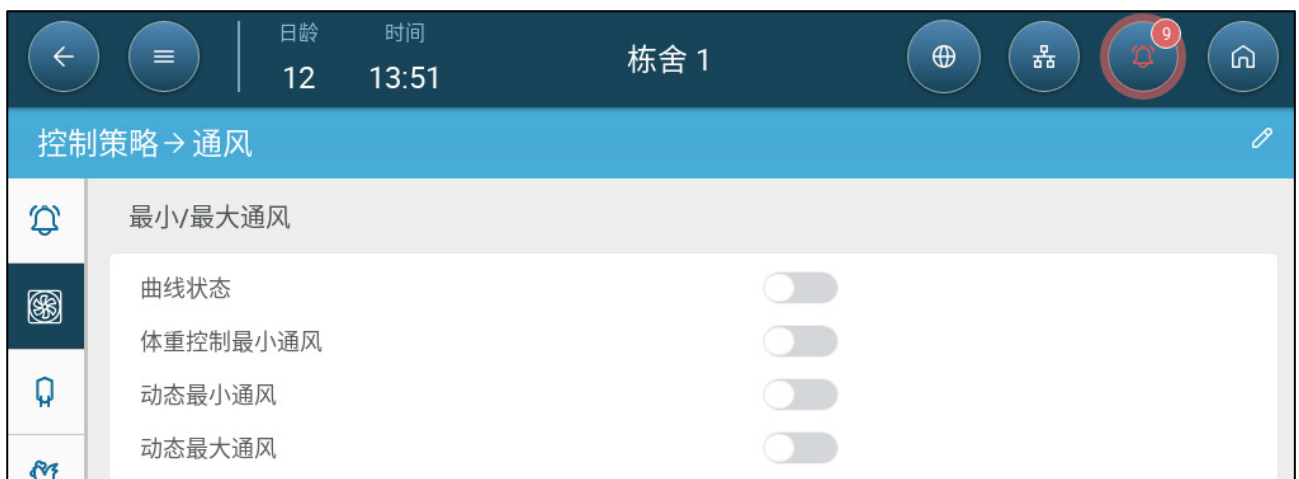 日龄 时间
12 13:51 栋舍 1 9
控制策略→通风
最小/最大通风
曲线状态
体重控制最小通风
动态最小通风
动态最大通风